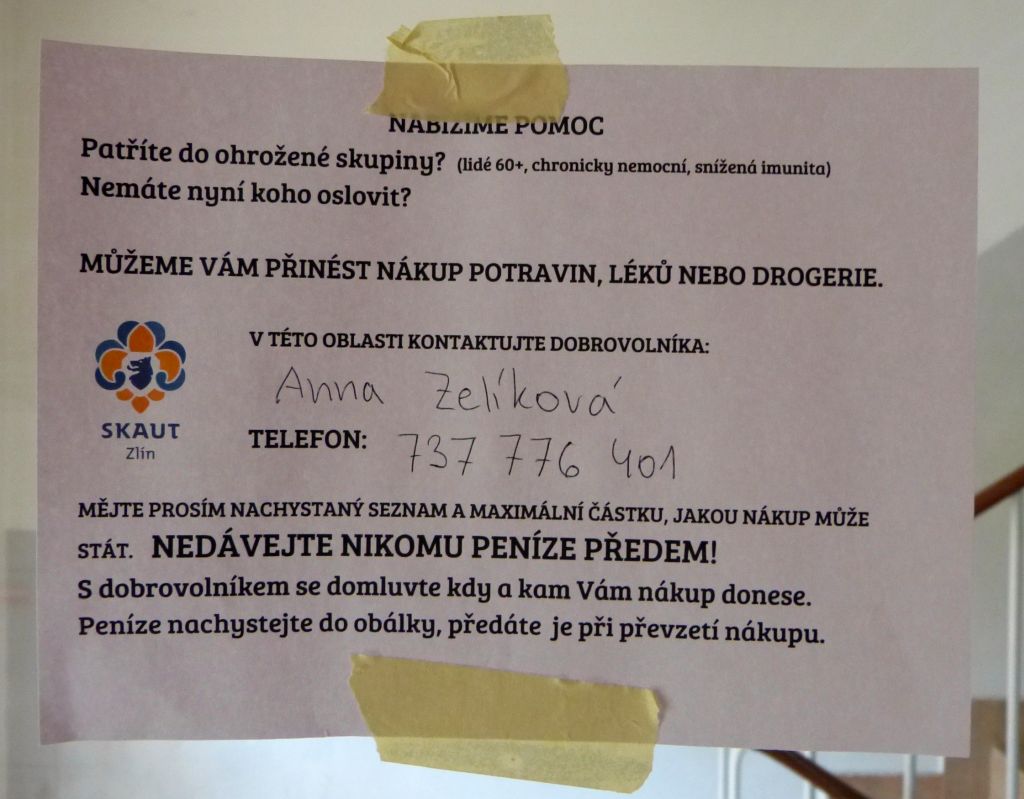 NABÍZÍME POMOC
Patříte do ohrožené skupiny? (lidé 60+, chronicky nemocní, snížená imunita)
Nemáte nyní koho oslovit?
MŮŽEME VÁM PŘINÉST NÁKUP POTRAVIN, LÉKŮ NEBO DROGERIE.
V TÉTO OBLASTI KONTAKTUJTE DOBROVOLNÍKA:
Anna Zelíková
SKAUT
Zlín
TELEFON: 737 776 401
MĚJTE PROSÍM NACHYSTANÝ SEZNAM A MAXIMÁLNÍ ČÁSTKU, JAKOU NÁKUP MŮŽE
STÁT. NEDÁVEJTE NIKOMU PENÍZE PŘEDEM!
S dobrovolníkem se domluvte kdy a kam Vám nákup donese.
Peníze nachystejte do obálky, předáte je při převzetí nákupu.